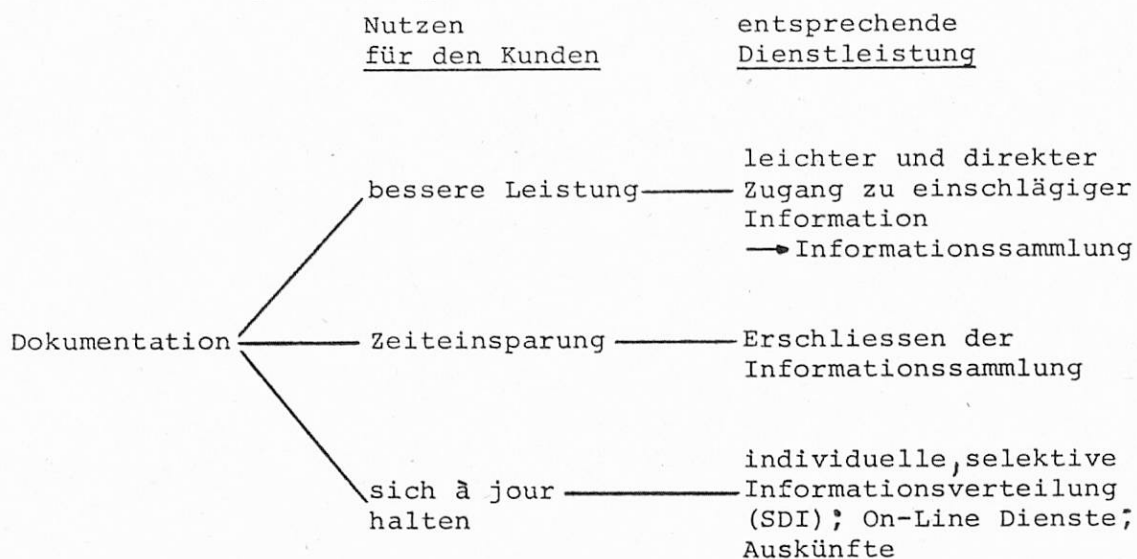 Nutzen
für den Kunden
entsprechende
Dienstleistung
Dokumentation
bessere Leistung
leichter und direkter
Zugang zu einschlägiger
Information
→ Informationssammlung
Zeiteinsparung
Erschliessen der
Informationssammlung
sich à jour
halten
individuelle, selektive
Informationsverteilung
(SDI); On-Line Dienste;
Auskünfte